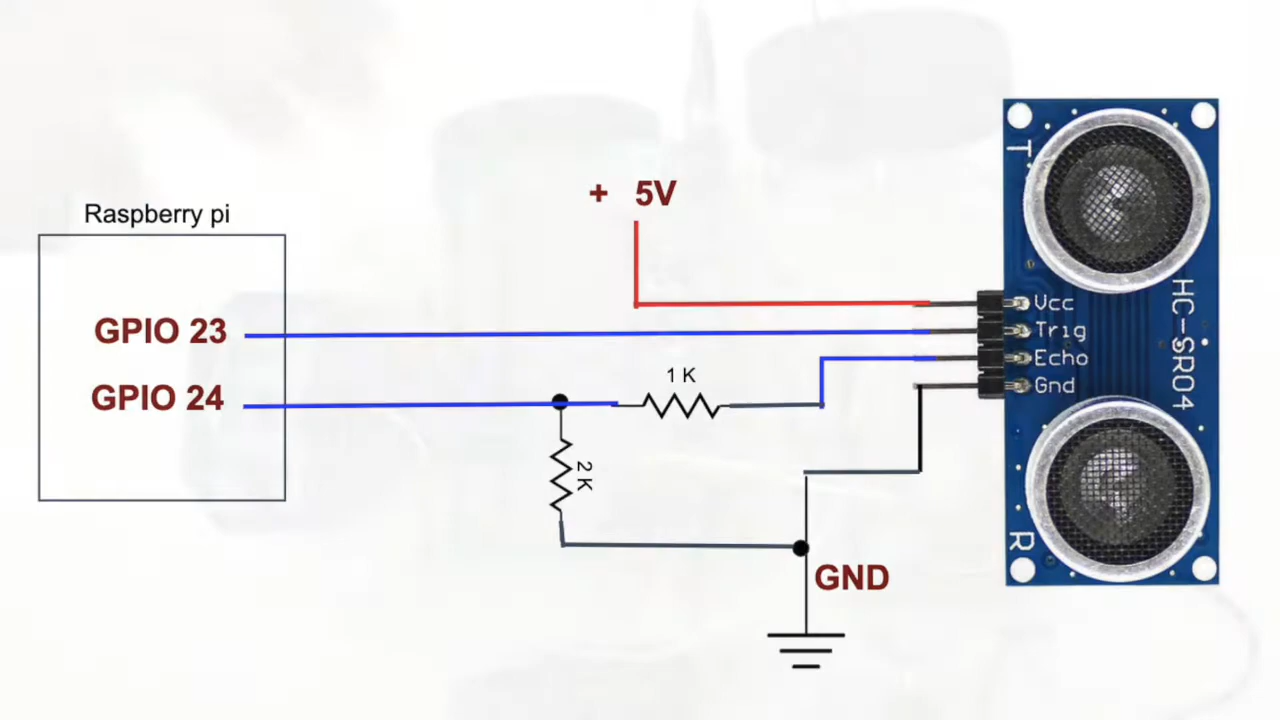 Raspberry pi
GPIO 23
GPIO 24
+ 5V
1 K
2 K
GND
T
Vcc
Trig
Echo
Gnd
HC-SR04
R